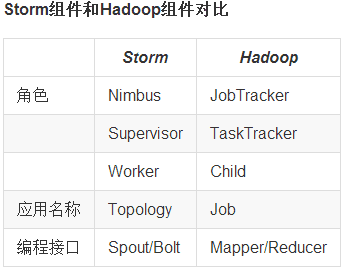 Storm组件和Hadoop组件对比
Storm Hadoop
角色 Nimbus JobTracker
Supervisor TaskTracker
Worker Child
应用名称 Topology Job
编程接口 Spout/Bolt Mapper/Reducer